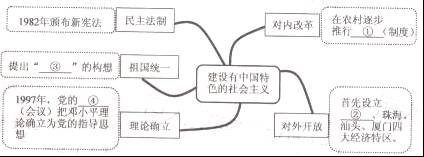 1982年颁布新宪法
民主法制
提出“ ③ ”的构想
祖国统一
1997年，党的 ④
（会议）把邓小平理
论确立为党的指导思
想
理论确立
建设有中国特
色的社会主义
对内改革
在农村逐步
推行 ① （制度）
对外开放
首先设立
② 、珠海、
汕头、厦门四
大经济特区。